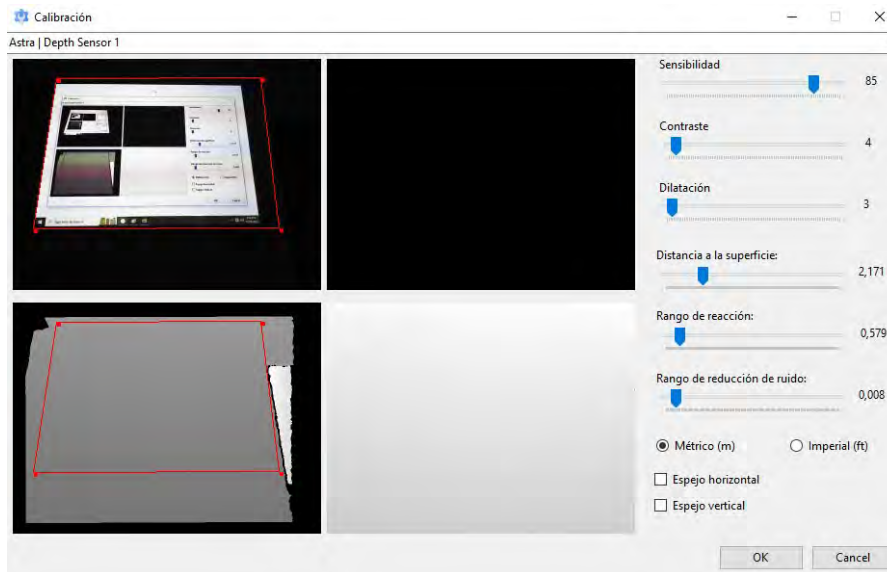 Calibración
Astra | Depth Sensor 1
Sensibilidad
85
Contraste
4
Dilatación
3
Distancia a la superficie:
2,171
Rango de reacción:
0,579
Rango de reducción de ruido:
0,008
Métrico (m) Imperial (ft)
Espejo horizontal
Espejo vertical
OK Cancel